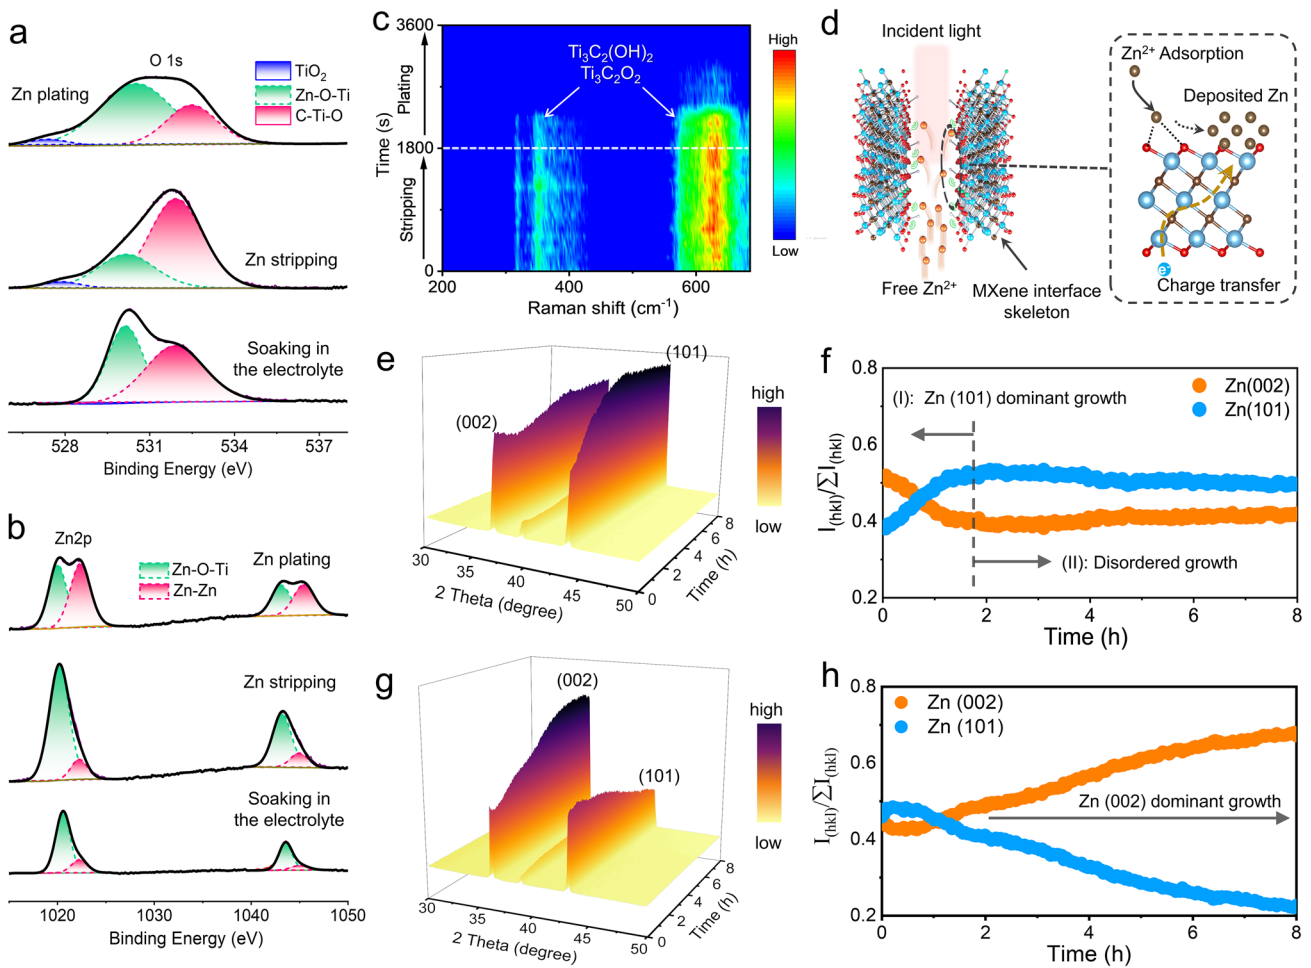 a
O 1s
Zn plating
TiO2
Zn-O-Ti
C-Ti-O
Zn stripping
Soaking in
the electrolyte
528 531 534 537
Binding Energy (eV)
b
Zn2p
Zn plating
Zn-O-Ti
Zn-Zn
Zn stripping
Soaking in
the electrolyte
1020 1030 1040 1050
Binding Energy (eV)
c
3600
1800
0
Time (s)
Plating
Stripping
Ti3C2(OH)2
Ti3C2O2
200 400 600
Raman shift (cm-1)
High
Low
d
Incident light
Free Zn2+
MXene interface
skeleton
Zn2+ Adsorption
Deposited Zn
e-
Charge transfer
e
(002)
(101)
high
low
30 35 40 45 50
2 Theta (degree)
0 2 4 6 8
Time (h)
f
0.8
0.6
0.4
0.2
I(hkl)/ΣI(hkl)
Zn(002)
Zn(101)
(I): Zn (101) dominant growth
(II): Disordered growth
0 2 4 6 8
Time (h)
g
(002)
(101)
high
low
30 35 40 45 50
2 Theta (degree)
0 2 4 6 8
Time (h)
h
0.8
0.6
0.4
0.2
I(hkl)/ΣI(hkl)
Zn (002)
Zn (101)
Zn (002) dominant growth
0 2 4 6 8
Time (h)